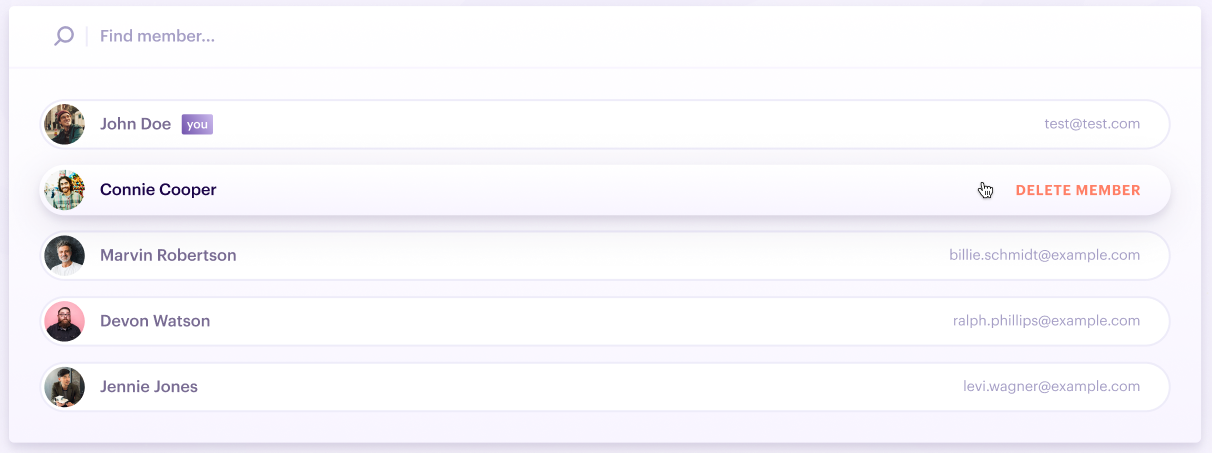 Find member...
John Doe you test@test.com
Connie Cooper DELETE MEMBER
Marvin Robertson billie.schmidt@example.com
Devon Watson ralph.phillips@example.com
Jennie Jones levi.wagner@example.com